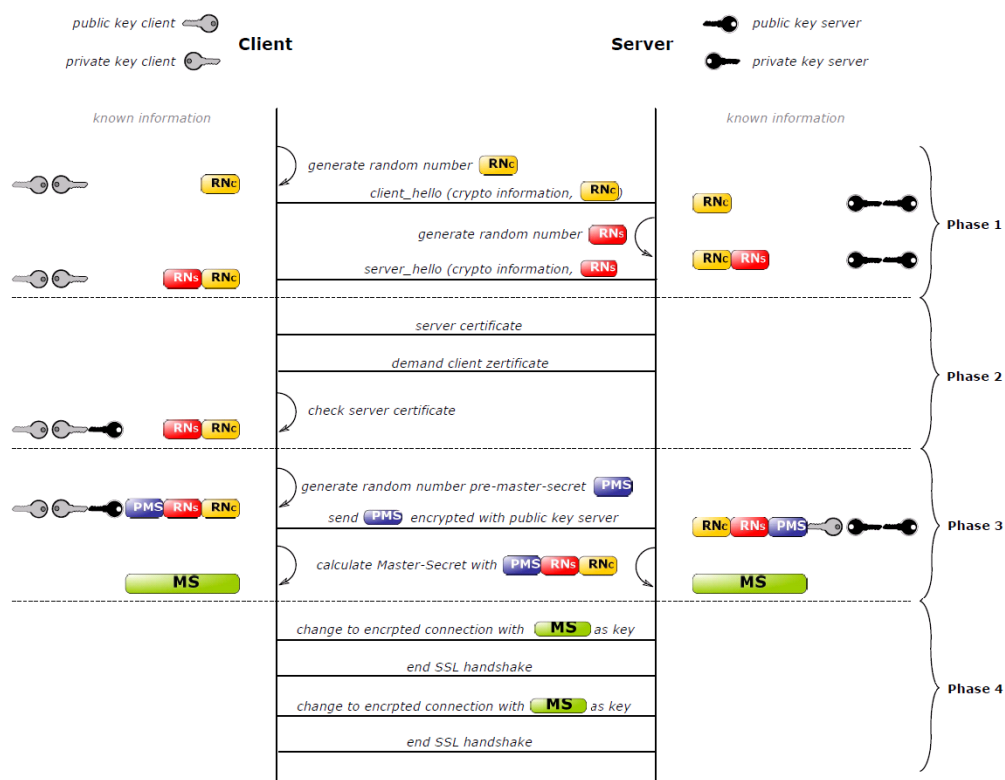 public key client
Client
Server
public key server
private key client
private key server
known information
known information
generate random number RNc
RNc
client_hello (crypto information, RNc)
RNc
Phase 1
generate random number RNs
RNc RNs
server_hello (crypto information, RNs
RNs RNc
server certificate
demand client zertificate
Phase 2
check server certificate
RNs RNc
generate random number pre-master-secret PMS
PMS RNs RNc
send PMS encrypted with public key server
RNc RNs PMS
Phase 3
calculate Master-Secret with PMS RNs RNc
MS
MS
change to encrpted connection with MS as key
end SSL handshake
Phase 4
change to encrpted connection with MS as key
end SSL handshake